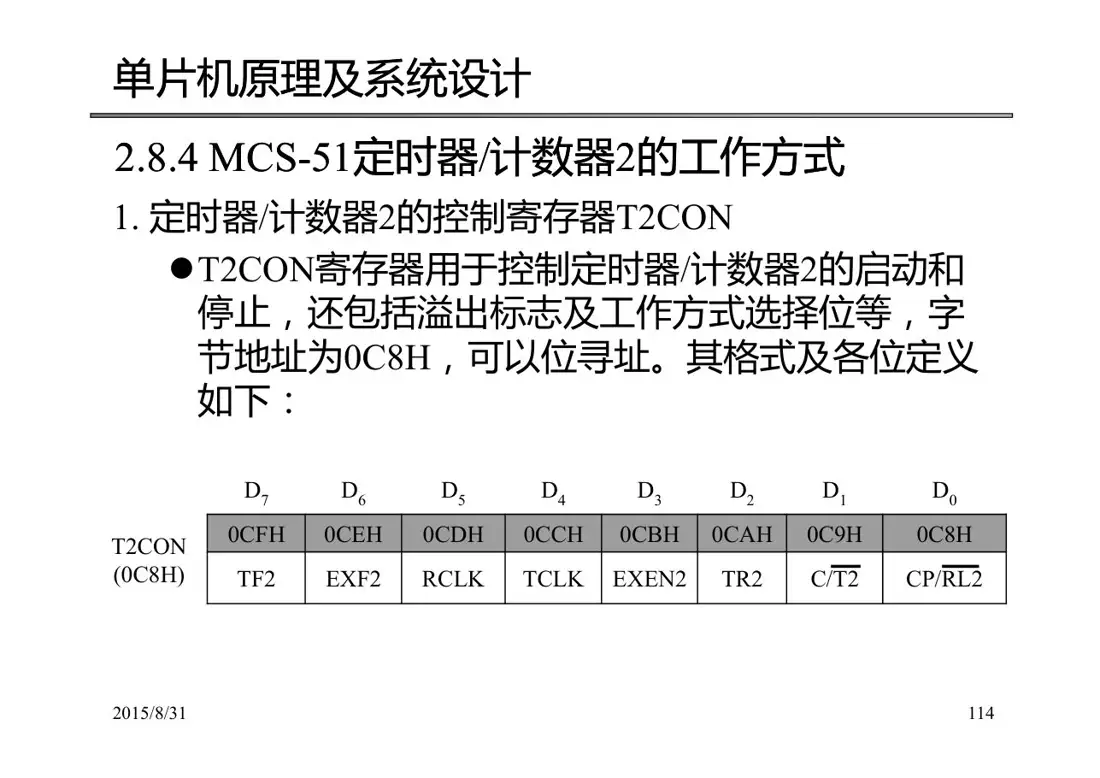 单片机原理及系统设计
2.8.4 MCS-51定时器/计数器2的工作方式
1. 定时器/计数器2的控制寄存器T2CON
●T2CON寄存器用于控制定时器/计数器2的启动和
停止，还包括溢出标志及工作方式选择位等，字
节地址为0C8H，可以位寻址。其格式及各位定义
如下：
D7 D6 D5 D4 D3 D2 D1 D0
T2CON 0CFH 0CEH 0CDH 0CCH 0CBH 0CAH 0C9H 0C8H
(0C8H) TF2 EXF2 RCLK TCLK EXEN2 TR2 C/T̅2̅ CP/R̅L̅2̅
2015/8/31 114